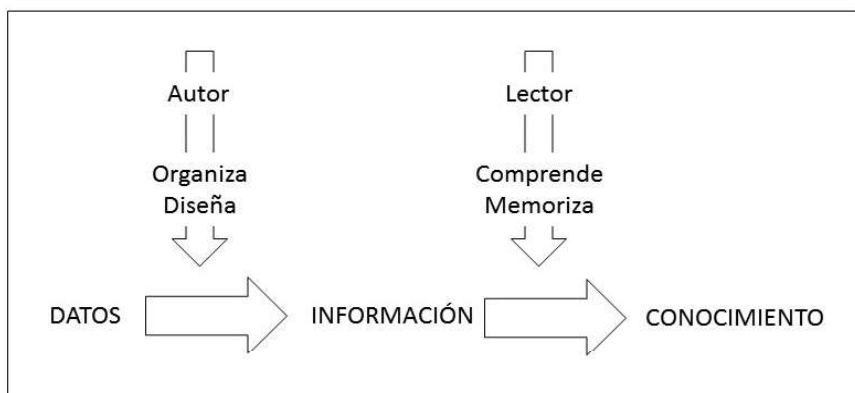 Autor
Lector
Organiza
Diseña
Comprende
Memoriza
DATOS
INFORMACIÓN
CONOCIMIENTO